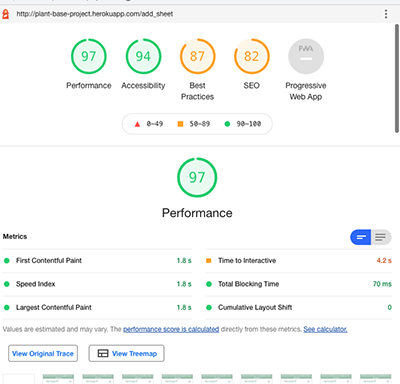 http://plant-base-project.herokuapp.com/add_sheet
97
94
87
82
PWA
Performance
Accessibility
Best
Practices
SEO
Progressive
Web App
0–49
50–89
90–100
97
Performance
Metrics
First Contentful Paint 1.8 s
Time to Interactive 4.2 s
Speed Index 1.8 s
Total Blocking Time 70 ms
Largest Contentful Paint 1.8 s
Cumulative Layout Shift 0
Values are estimated and may vary. The performance score is calculated directly from these metrics. See calculator.
View Original Trace
View Treemap